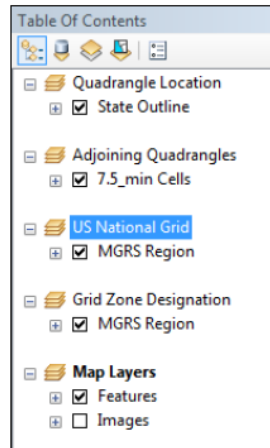 Table Of Contents
Quadrangle Location
State Outline
Adjoining Quadrangles
7.5_min Cells
US National Grid
MGRS Region
Grid Zone Designation
MGRS Region
Map Layers
Features
Images